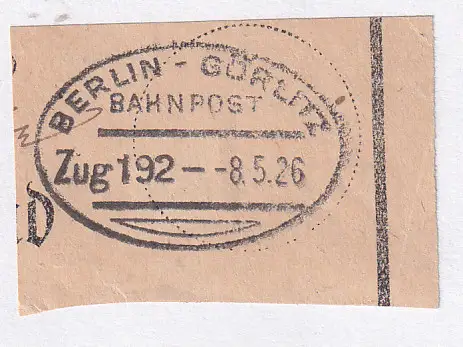 BERLIN - GÖRLITZ
BAHNPOST
Zug 192 - - 8.5.26